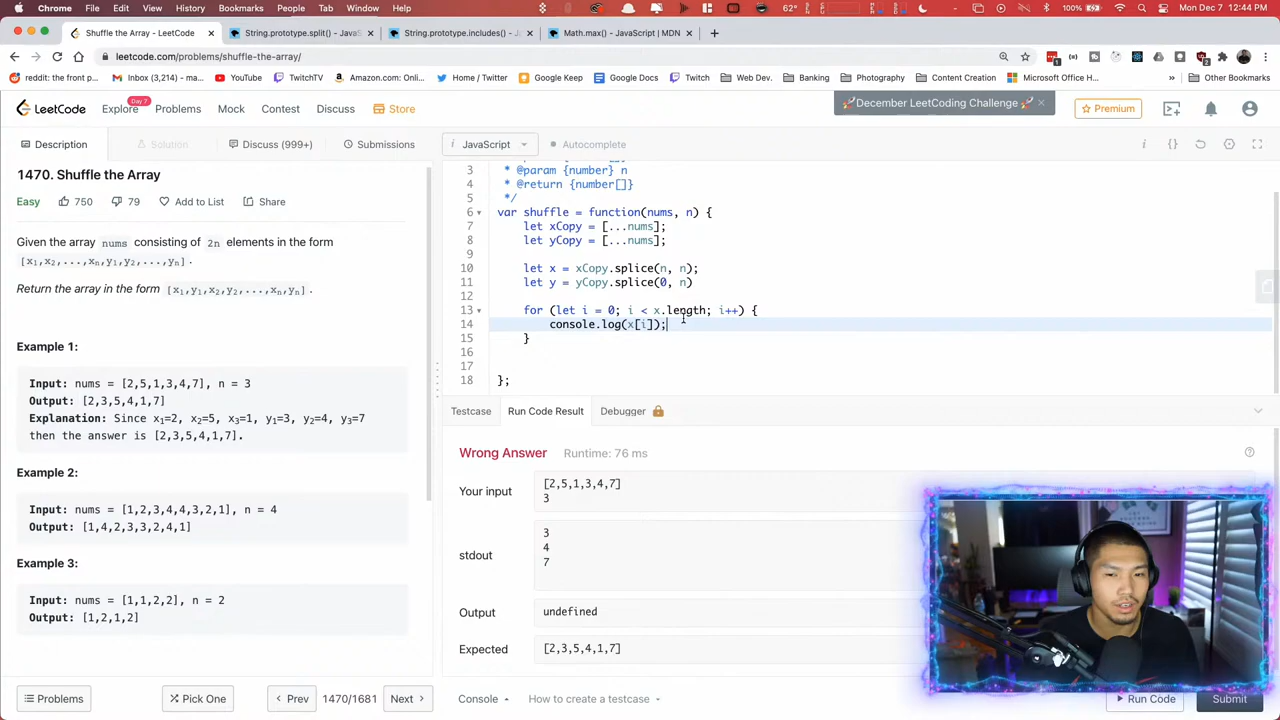 Chrome File Edit View History Bookmarks People Tab Window Help
62°
100%
Mon Dec 7 12:44 PM
Shuffle the Array - LeetCode
String.prototype.split() - JavaS
String.prototype.includes() - J
Math.max() - JavaScript | MDN
leetcode.com/problems/shuffle-the-array/
reddit: the front p...
Inbox (3,214) - ma...
YouTube
TwitchTV
Amazon.com: Onli...
Home / Twitter
Google Keep
Google Docs
Twitch
Web Dev.
Banking
Photography
Content Creation
Microsoft Office H...
Other Bookmarks
LeetCode
Explore
Day 7
Problems
Mock
Contest
Discuss
Store
🚀December LeetCoding Challenge🚀
Premium
Description
Solution
Discuss (999+)
Submissions
JavaScript
Autocomplete
1470. Shuffle the Array
Easy
750
79
Add to List
Share
Given the array nums consisting of 2n elements in the form
[x1,x2,...,xn,y1,y2,...,yn].
Return the array in the form [x1,y1,x2,y2,...,xn,yn].
Example 1:
Input: nums = [2,5,1,3,4,7], n = 3
Output: [2,3,5,4,1,7]
Explanation: Since x1=2, x2=5, x3=1, y1=3, y2=4, y3=7
then the answer is [2,3,5,4,1,7].
Example 2:
Input: nums = [1,2,3,4,4,3,2,1], n = 4
Output: [1,4,2,3,3,2,4,1]
Example 3:
Input: nums = [1,1,2,2], n = 2
Output: [1,2,1,2]
3 * @param {number} n
4 * @return {number[]}
5 */
6 var shuffle = function(nums, n) {
7 let xCopy = [...nums];
8 let yCopy = [...nums];
9
10 let x = xCopy.splice(n, n);
11 let y = yCopy.splice(0, n)
12
13 for (let i = 0; i < x.length; i++) {
14 console.log(x[i]);
15 }
16
17
18 };
Testcase
Run Code Result
Debugger
Wrong Answer
Runtime: 76 ms
Your input
[2,5,1,3,4,7]
3
stdout
3
4
7
Output
undefined
Expected
[2,3,5,4,1,7]
Problems
Pick One
Prev
1470/1681
Next
How to create a testcase
Run Code
Submit